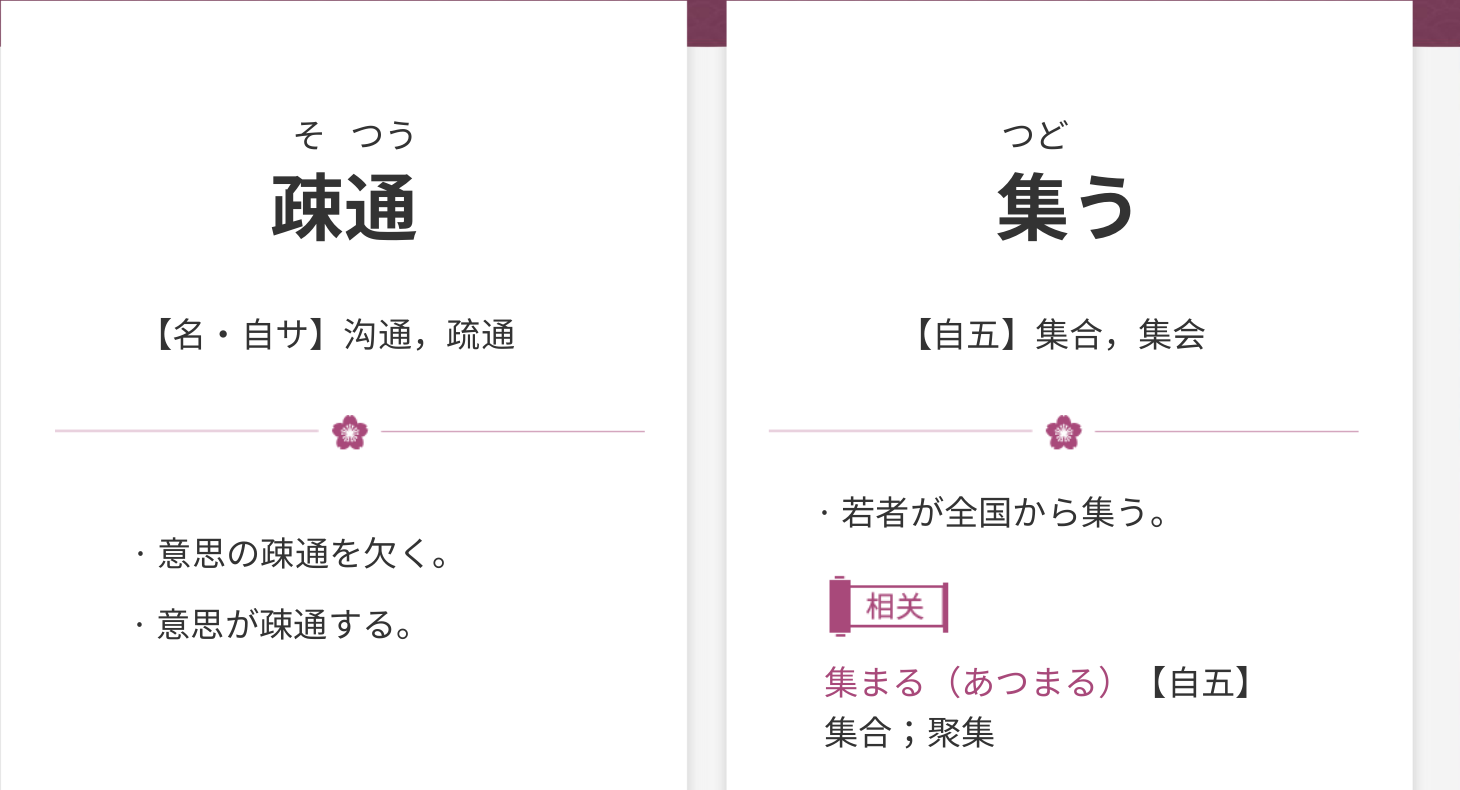 そ つう
疎通
【名・自サ】沟通，疏通
· 意思の疎通を欠く。
· 意思が疎通する。
つど
集う
【自五】集合，集会
· 若者が全国から集う。
相关
集まる（あつまる）【自五】
集合；聚集